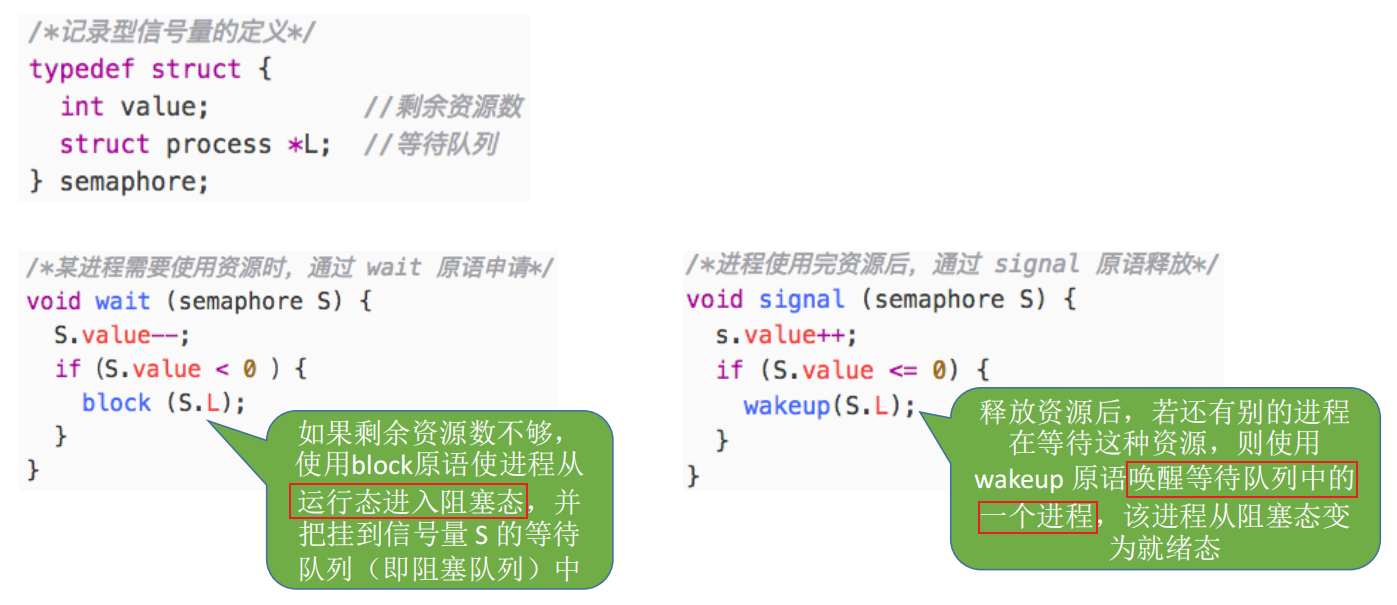 /*记录型信号量的定义*/
typedef struct {
  int value;          //剩余资源数
  struct process *L;  //等待队列
} semaphore;
/*某进程需要使用资源时，通过 wait 原语申请*/
void wait (semaphore S) {
  S.value--;
  if (S.value < 0 ) {
    block (S.L);
  }
}
如果剩余资源数不够，
使用block原语使进程从
运行态进入阻塞态，并
把挂到信号量 S 的等待
队列（即阻塞队列）中
/*进程使用完资源后，通过 signal 原语释放*/
void signal (semaphore S) {
  s.value++;
  if (S.value <= 0) {
    wakeup(S.L);
  }
}
释放资源后，若还有别的进程
在等待这种资源，则使用
wakeup 原语唤醒等待队列中的
一个进程，该进程从阻塞态变
为就绪态